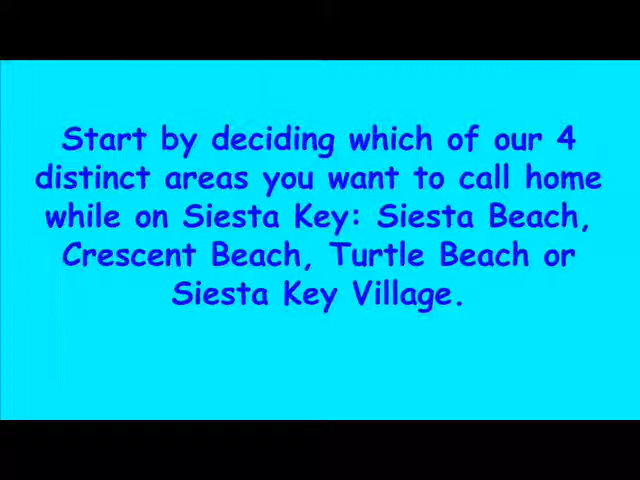 Start by deciding which of our 4
distinct areas you want to call home
while on Siesta Key: Siesta Beach,
Crescent Beach, Turtle Beach or
Siesta Key Village.